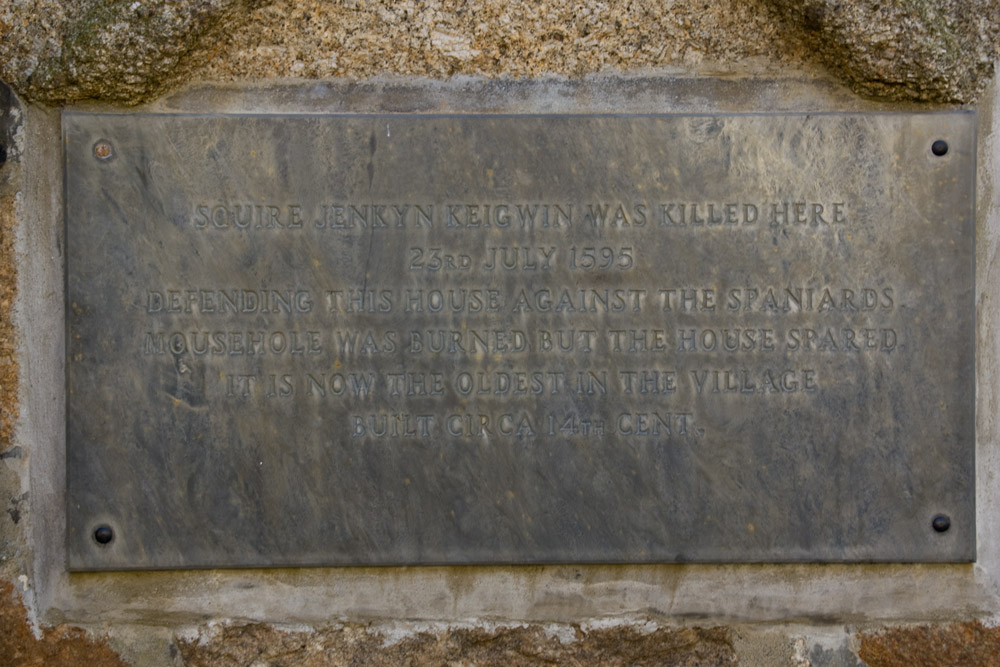 SQUIRE JENKYN KEIGWIN WAS KILLED HERE
23RD JULY 1595
DEFENDING THIS HOUSE AGAINST THE SPANIARDS.
MOUSEHOLE WAS BURNED BUT THE HOUSE SPARED.
IT IS NOW THE OLDEST IN THE VILLAGE
BUILT CIRCA 14TH CENT.